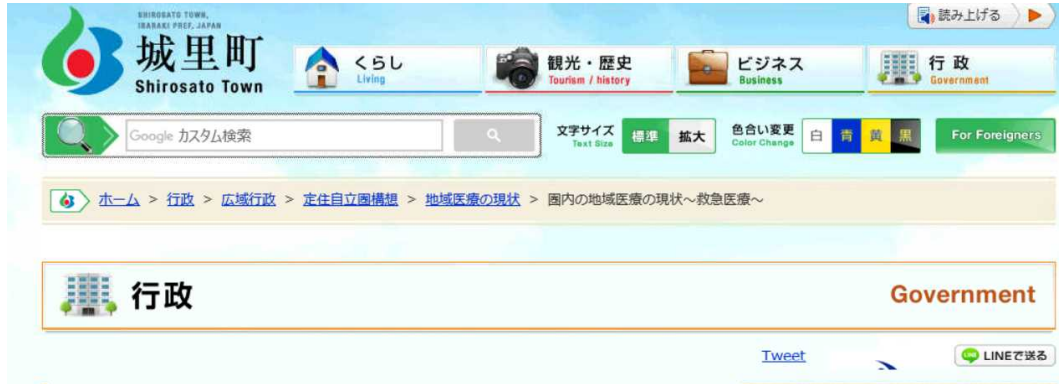 SHIROSATO TOWN,
IBARAKI PREF, JAPAN
城里町
Shirosato Town
読み上げる
くらし
Living
観光・歴史
Tourism / history
ビジネス
Business
行政
Government
Google カスタム検索
文字サイズ
Text Size
標準 拡大
色合い変更
Color Change
白 青 黄 黒
For Foreigners
ホーム > 行政 > 広域行政 > 定住自立圏構想 > 地域医療の現状 > 圏内の地域医療の現状～救急医療～
行政
Government
Tweet
LINEで送る